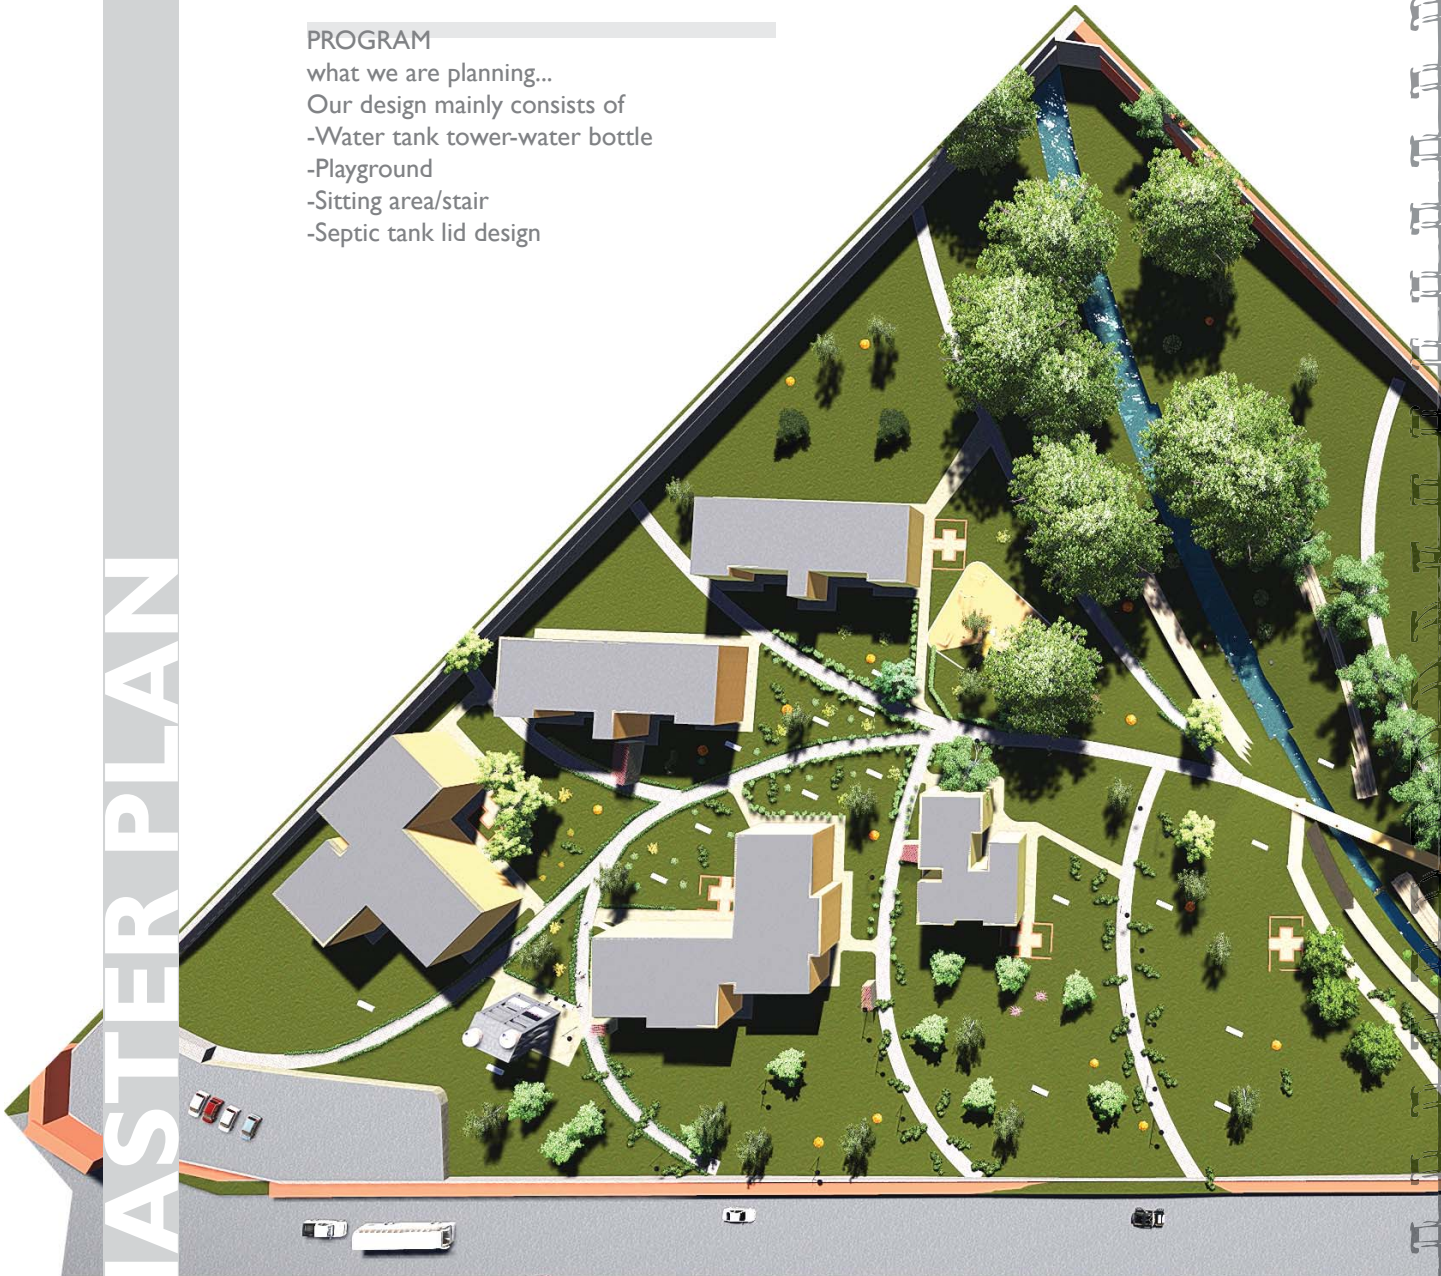 PROGRAM
what we are planning...
Our design mainly consists of
-Water tank tower-water bottle
-Playground
-Sitting area/stair
-Septic tank lid design
ASTER PLAN